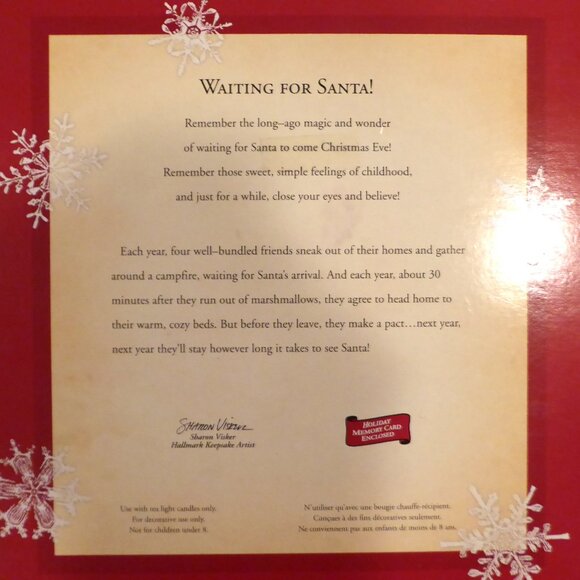 WAITING FOR SANTA!
Remember the long–ago magic and wonder
of waiting for Santa to come Christmas Eve!
Remember those sweet, simple feelings of childhood,
and just for a while, close your eyes and believe!
Each year, four well–bundled friends sneak out of their homes and gather
around a campfire, waiting for Santa's arrival. And each year, about 30
minutes after they run out of marshmallows, they agree to head home to
their warm, cozy beds. But before they leave, they make a pact…next year,
next year they'll stay however long it takes to see Santa!
SHARON VISKER
Sharon Visker
Hallmark Keepsake Artist
HOLIDAY
MEMORY CARD
ENCLOSED
Use with tea light candles only.
For decorative use only.
Not for children under 8.
N'utiliser qu'avec une bougie chauffe-récipient.
Conçues à des fins décoratives seulement.
Ne conviennent pas aux enfants de moins de 8 ans.